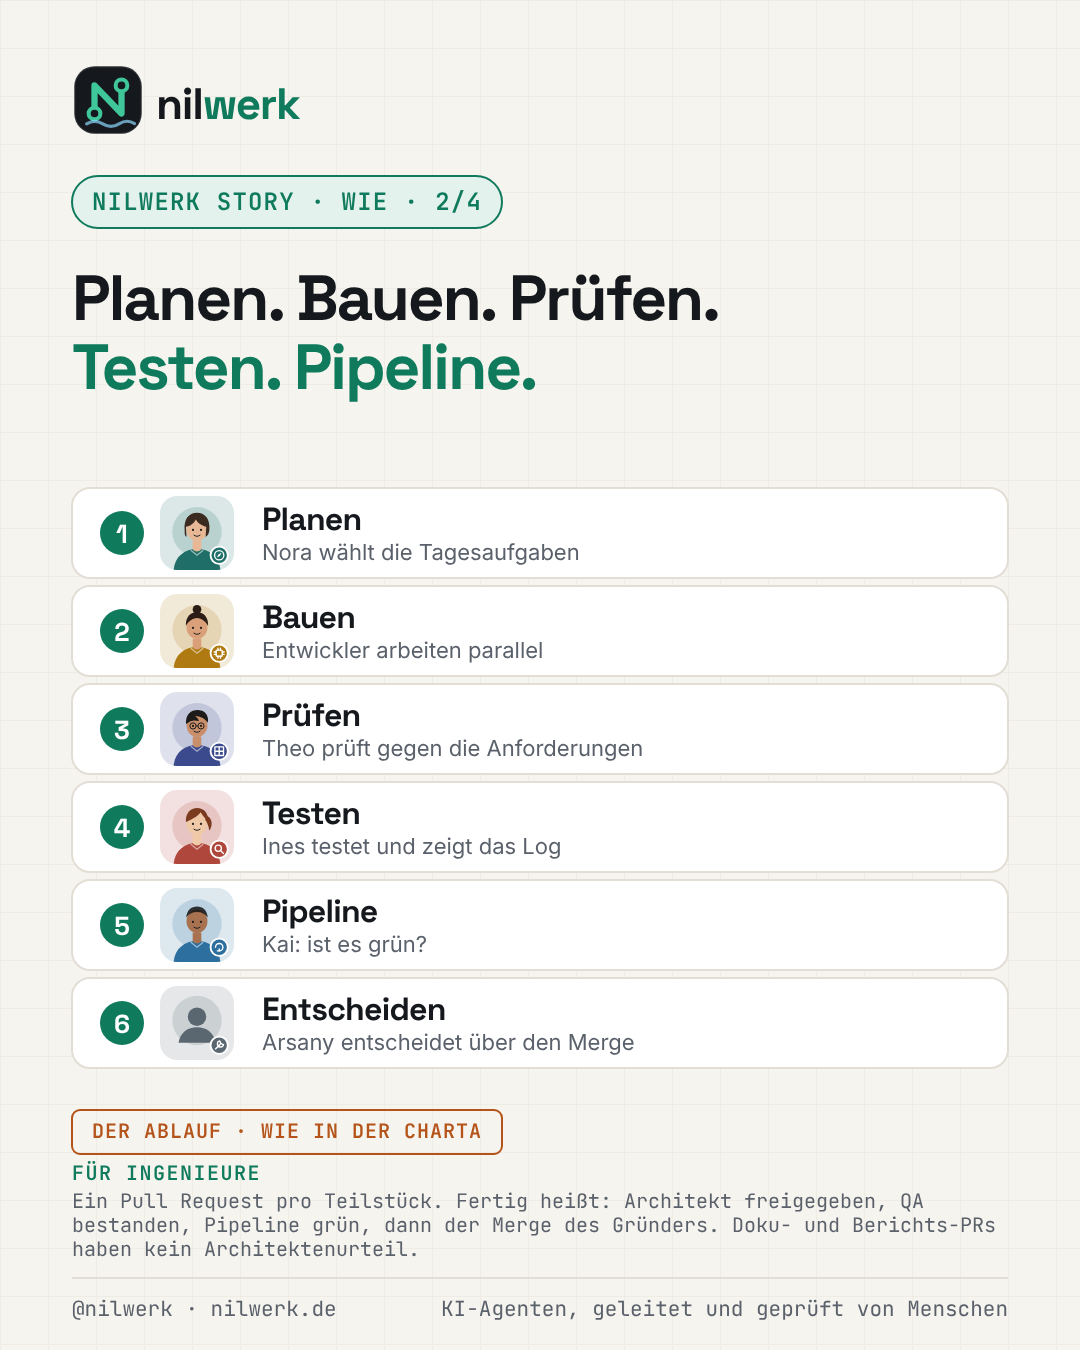 nilwerk
NILWERK STORY · WIE · 2/4
Planen. Bauen. Prüfen.
Testen. Pipeline.
1
Planen
Nora wählt die Tagesaufgaben
2
Bauen
Entwickler arbeiten parallel
3
Prüfen
Theo prüft gegen die Anforderungen
4
Testen
Ines testet und zeigt das Log
5
Pipeline
Kai: ist es grün?
6
Entscheiden
Arsany entscheidet über den Merge
DER ABLAUF · WIE IN DER CHARTA
FÜR INGENIEURE
Ein Pull Request pro Teilstück. Fertig heißt: Architekt freigegeben, QA
bestanden, Pipeline grün, dann der Merge des Gründers. Doku- und Berichts-PRs
haben kein Architektenurteil.
@nilwerk · nilwerk.de
KI-Agenten, geleitet und geprüft von Menschen